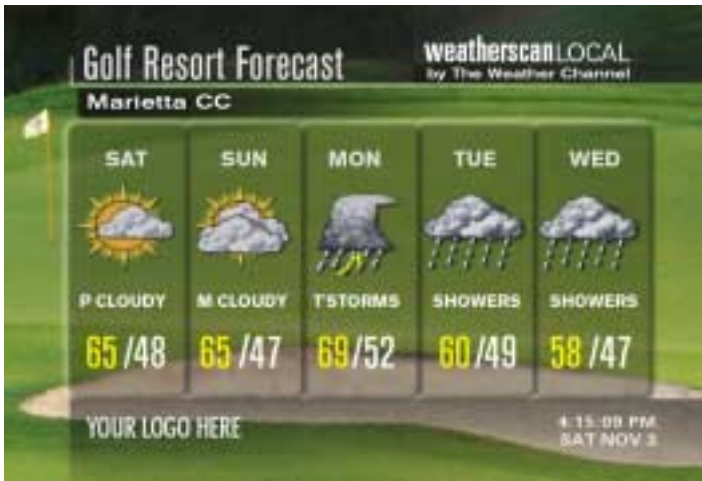 Golf Resort Forecast
weatherscan LOCAL
by The Weather Channel
Marietta CC
SAT SUN MON TUE WED
P CLOUDY M CLOUDY T'STORMS SHOWERS SHOWERS
65/48 65/47 69/52 60/49 58/47
YOUR LOGO HERE
4:15:09 PM
SAT NOV 3